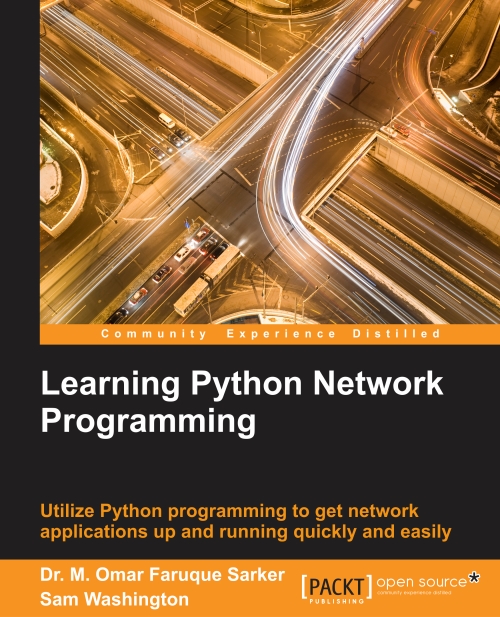 Community Experience Distilled
Learning Python Network
Programming
Utilize Python programming to get network
applications up and running quickly and easily
Dr. M. Omar Faruque Sarker
Sam Washington
[PACKT]
PUBLISHING
open source*
community experience distilled